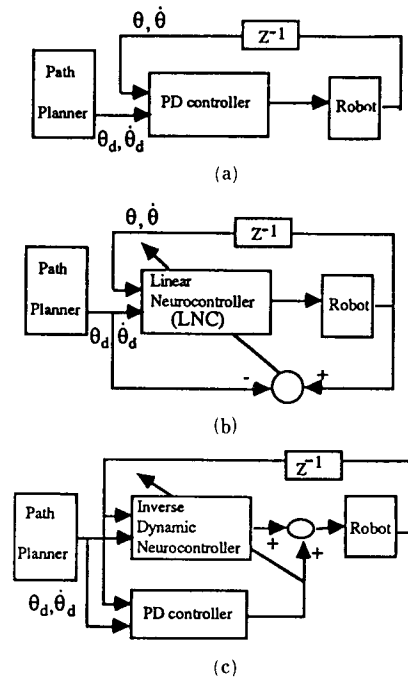 θ, θ̇
Z⁻¹
Path
Planner
PD controller
Robot
θd, θ̇d
(a)
θ, θ̇
Z⁻¹
Path
Planner
Linear
Neurocontroller
(LNC)
Robot
θd θ̇d
-
+
(b)
Z⁻¹
Path
Planner
Inverse
Dynamic
Neurocontroller
+
+
Robot
θd, θ̇d
PD controller
(c)